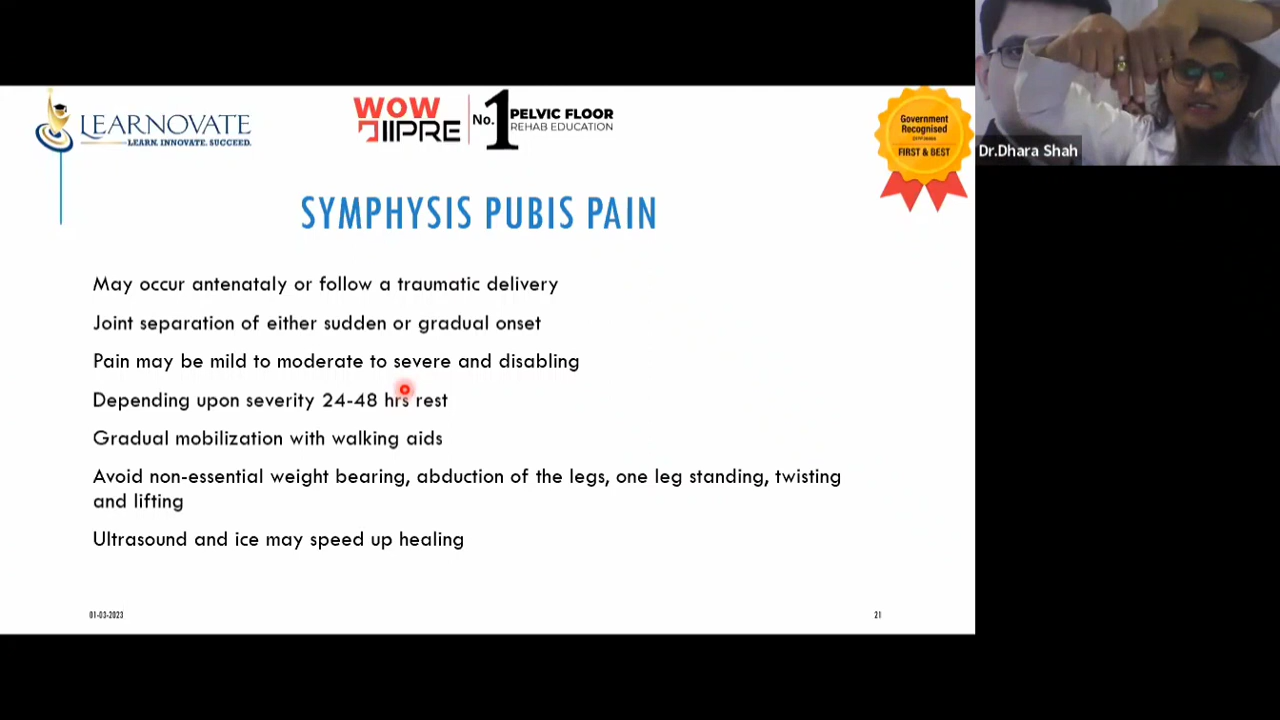 LEARNOVATE
LEARN. INNOVATE. SUCCEED.
WOW
IIPRE
No. 1
PELVIC FLOOR
REHAB EDUCATION
Government
Recognised
FIRST & BEST
Dr.Dhara Shah
SYMPHYSIS PUBIS PAIN
May occur antenataly or follow a traumatic delivery
Joint separation of either sudden or gradual onset
Pain may be mild to moderate to severe and disabling
Depending upon severity 24-48 hrs rest
Gradual mobilization with walking aids
Avoid non-essential weight bearing, abduction of the legs, one leg standing, twisting
and lifting
Ultrasound and ice may speed up healing
01-03-2023
21